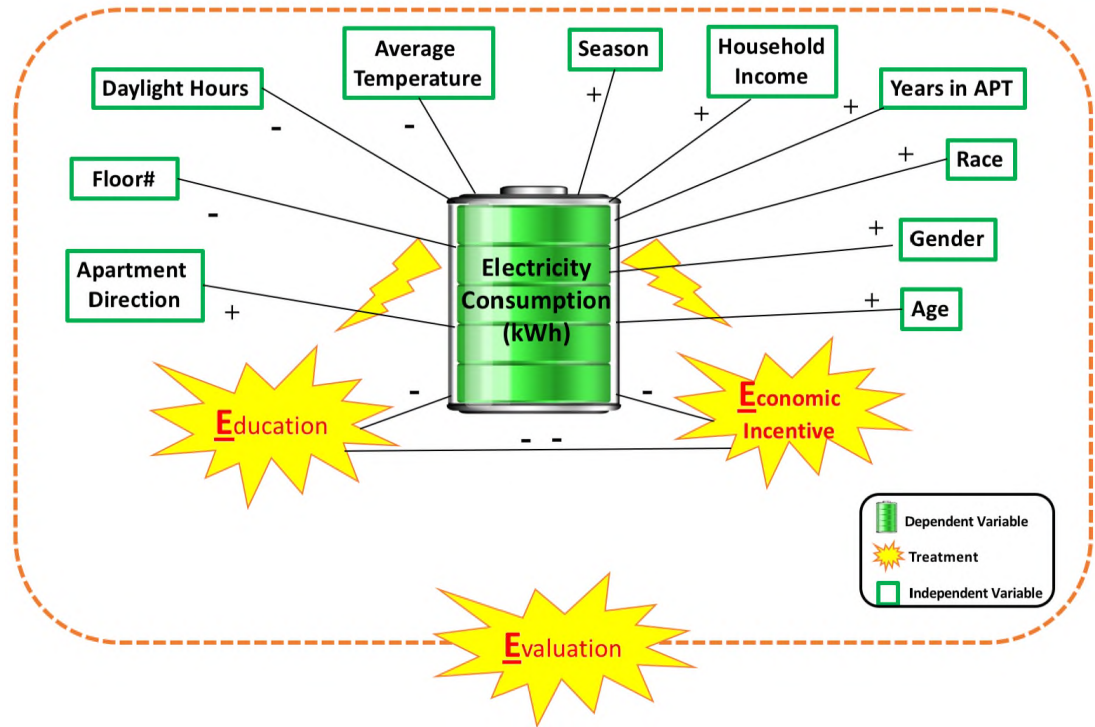 Average
Temperature
Season
Household
Income
Daylight Hours
Years in APT
-
-
+
+
+
Floor#
+
Race
-
+
Gender
Apartment
Direction
+
Electricity
Consumption
(kWh)
+
Age
-
-
Education
Economic
Incentive
- -
Dependent Variable
Treatment
Independent Variable
Evaluation